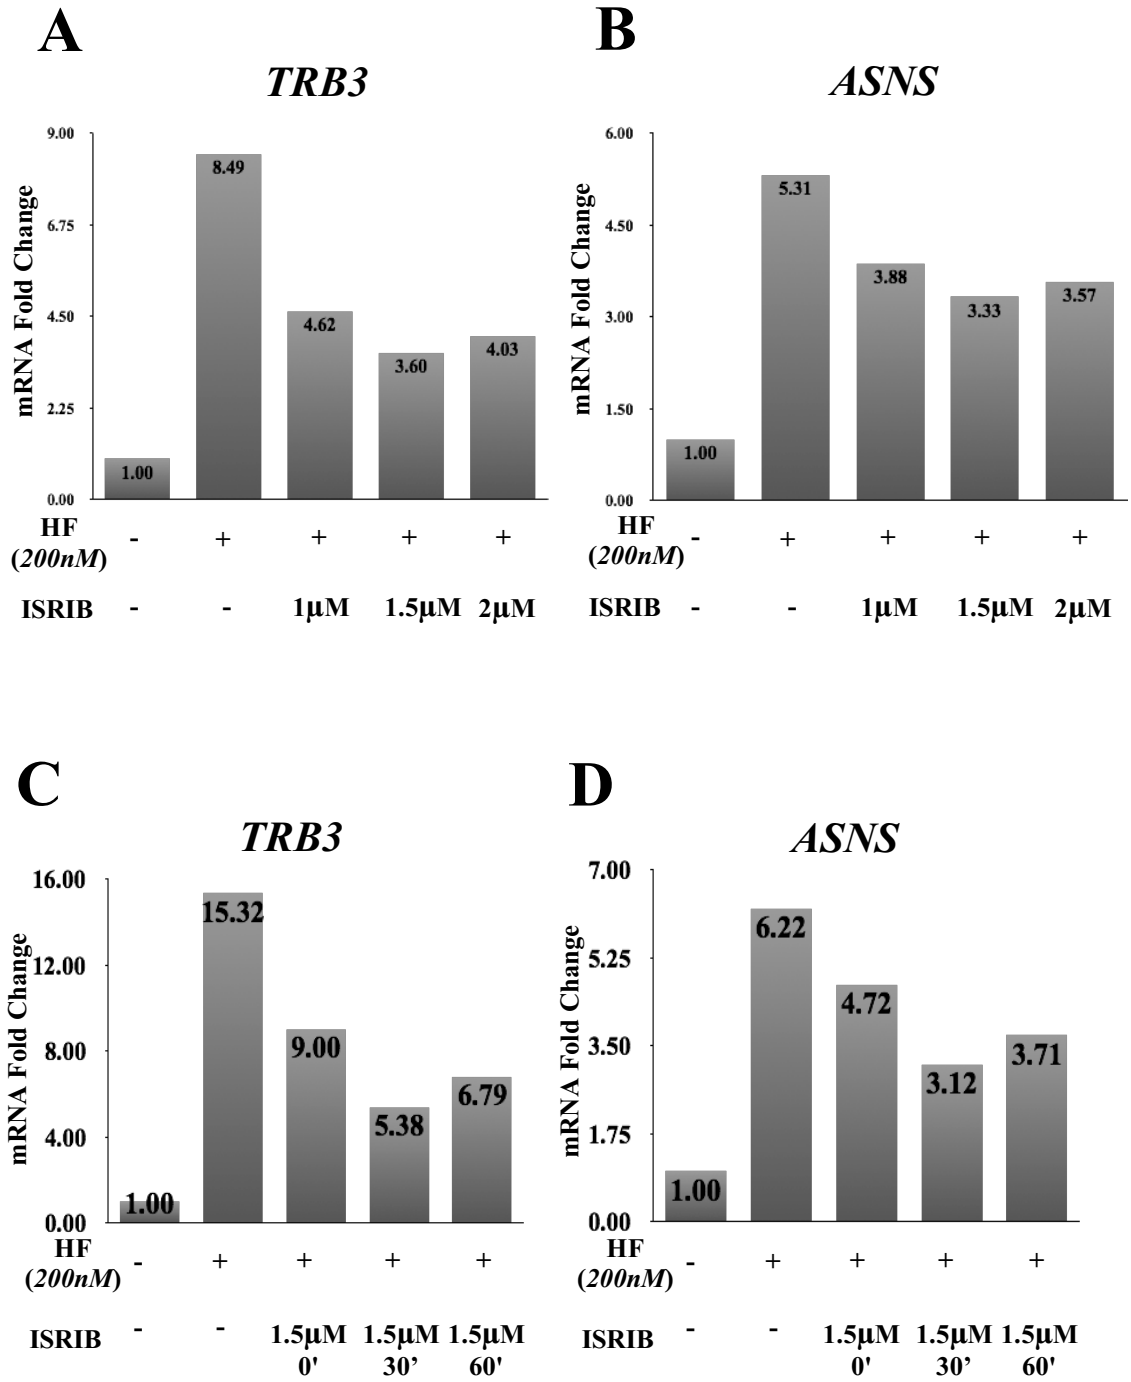 A
TRB3
mRNA Fold Change
9.00
6.75
4.50
2.25
0.00
1.00
8.49
4.62
3.60
4.03
HF - + + + +
(200nM)
ISRIB - - 1μM 1.5μM 2μM
B
ASNS
mRNA Fold Change
6.00
4.50
3.00
1.50
0.00
1.00
5.31
3.88
3.33
3.57
HF - + + + +
(200nM)
ISRIB - - 1μM 1.5μM 2μM
C
TRB3
mRNA Fold Change
16.00
12.00
8.00
4.00
0.00
1.00
15.32
9.00
5.38
6.79
HF - + + + +
(200nM)
ISRIB - - 1.5μM 1.5μM 1.5μM
0' 30’ 60'
D
ASNS
mRNA Fold Change
7.00
5.25
3.50
1.75
0.00
1.00
6.22
4.72
3.12
3.71
HF - + + + +
(200nM)
ISRIB - - 1.5μM 1.5μM 1.5μM
0' 30’ 60'